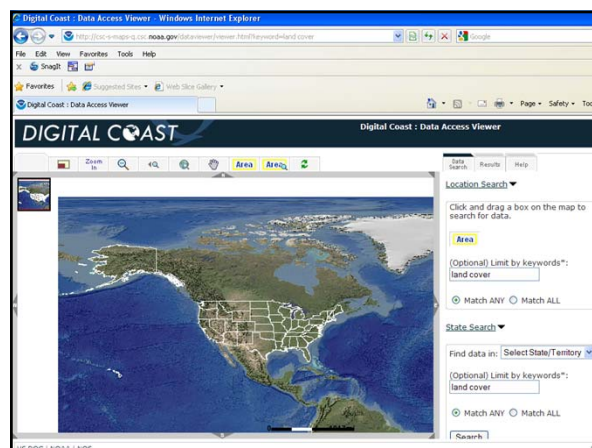 Digital Coast : Data Access Viewer - Windows Internet Explorer
http://csc-s-maps-q.csc.noaa.gov/dataviewer/viewer.html?keyword=land cover
Google
File Edit View Favorites Tools Help
X SnagIt
Favorites Suggested Sites Web Slice Gallery
Digital Coast : Data Access Viewer
Page Safety Too
DIGITAL COAST
Digital Coast : Data Access Viewer
Zoom In
Area Area
Data Search Results Help
Location Search
Click and drag a box on the map to
search for data.
Area
(Optional) Limit by keywords*:
land cover
Match ANY Match ALL
State Search
Find data in: Select State/Territory
(Optional) Limit by keywords*:
land cover
Match ANY Match ALL
Search